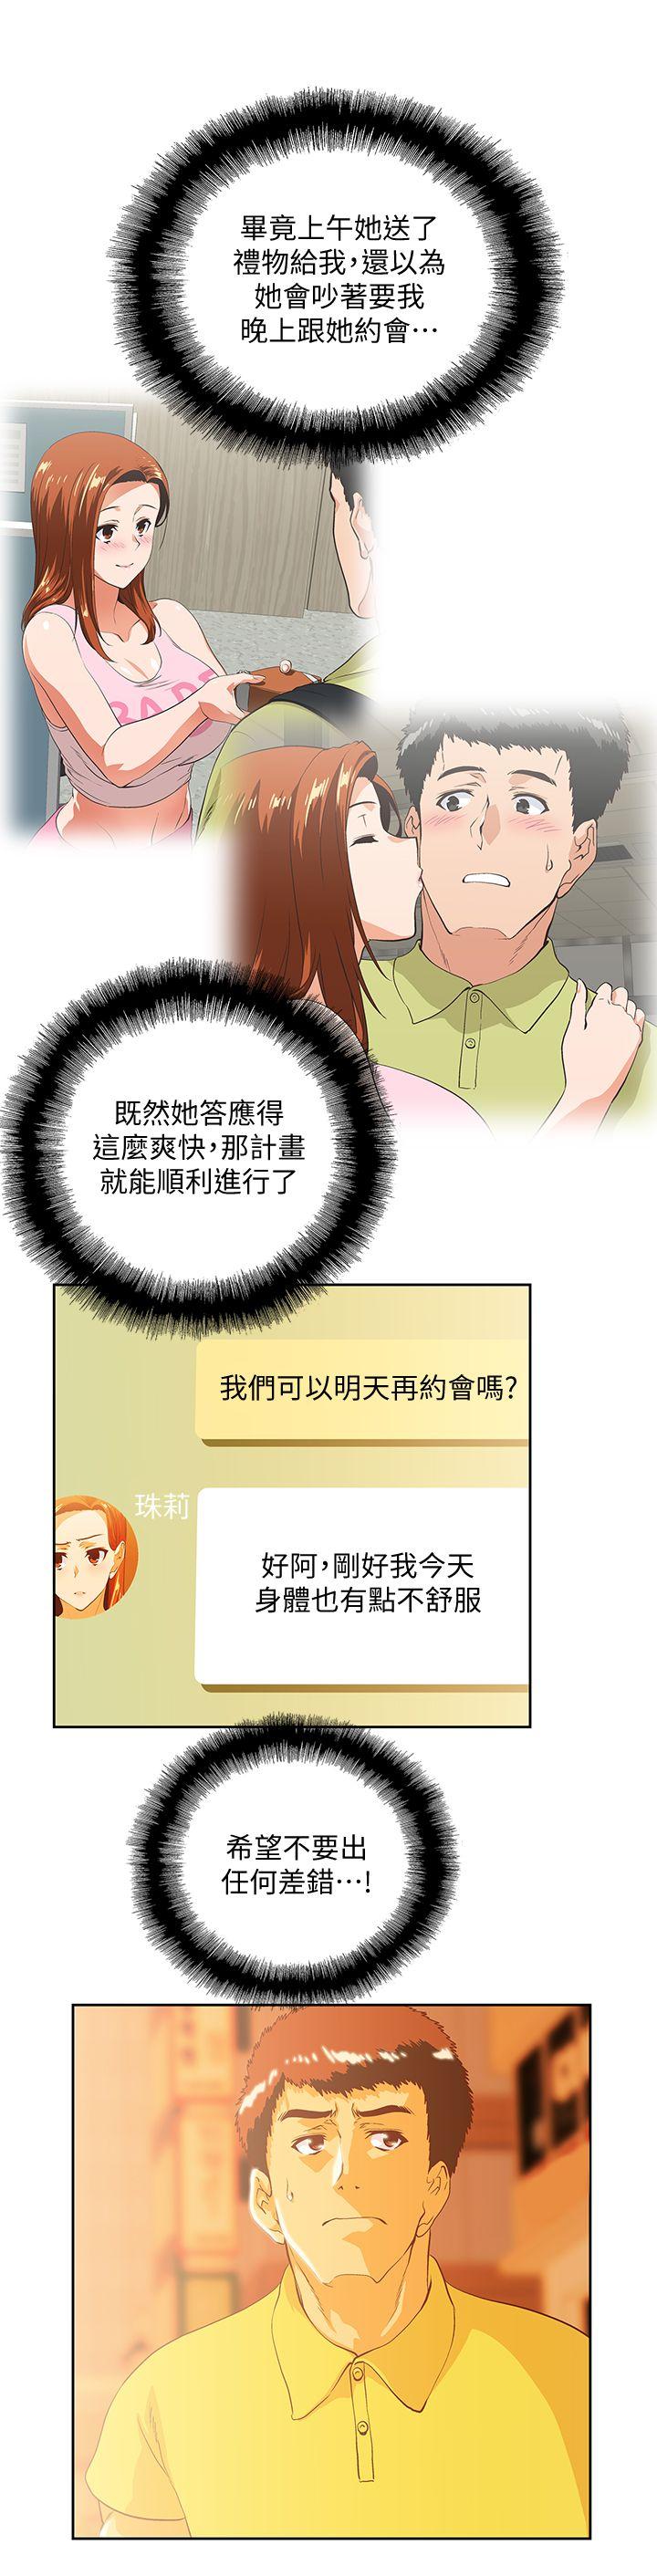 畢竟上午她送了
禮物給我,還以為
她會吵著要我
晚上跟她約會…
既然她答應得
這麼爽快,那計畫
就能順利進行了
我們可以明天再約會嗎?
珠莉
好阿,剛好我今天
身體也有點不舒服
希望不要出
任何差錯…!